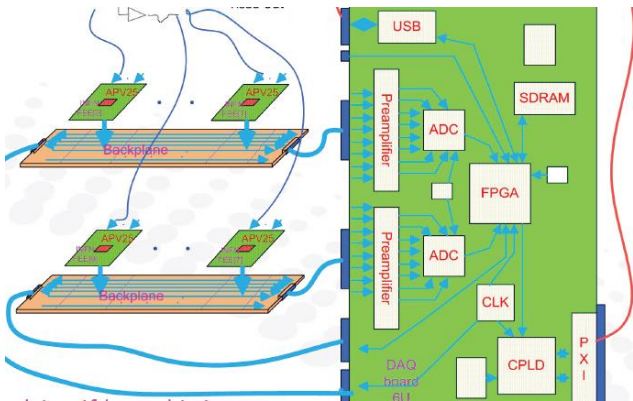 APV25
APV25
Backplane
APV25
APV25
Backplane
USB
SDRAM
Preamplifier
ADC
FPGA
Preamplifier
ADC
CLK
CPLD
P
X
I
DAQ
board
6U